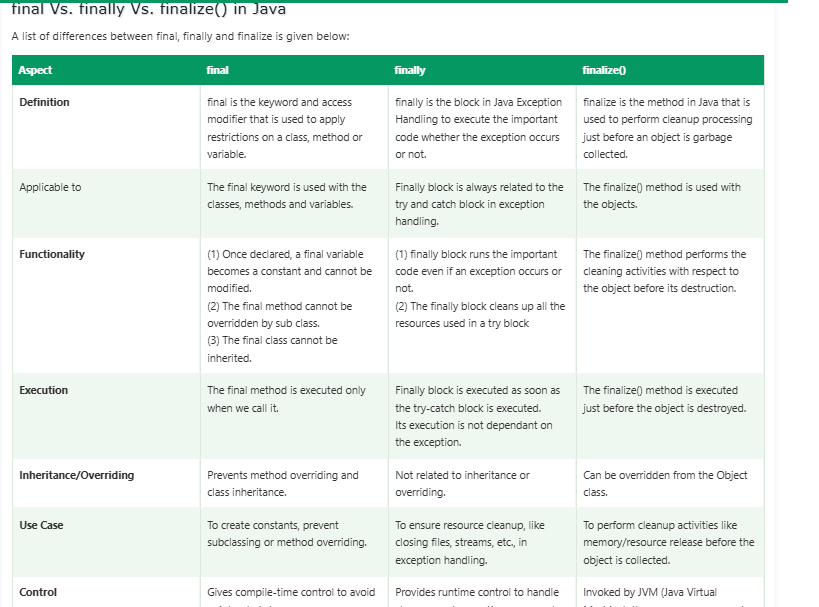 final Vs. finally Vs. finalize() in Java
A list of differences between final, finally and finalize is given below:
Aspect final finally finalize()
Definition
final is the keyword and access
modifier that is used to apply
restrictions on a class, method or
variable.
finally is the block in Java Exception
Handling to execute the important
code whether the exception occurs
or not.
finalize is the method in Java that is
used to perform cleanup processing
just before an object is garbage
collected.
Applicable to
The final keyword is used with the
classes, methods and variables.
Finally block is always related to the
try and catch block in exception
handling.
The finalize() method is used with
the objects.
Functionality
(1) Once declared, a final variable
becomes a constant and cannot be
modified.
(2) The final method cannot be
overridden by sub class.
(3) The final class cannot be
inherited.
(1) finally block runs the important
code even if an exception occurs or
not.
(2) The finally block cleans up all the
resources used in a try block
The finalize() method performs the
cleaning activities with respect to
the object before its destruction.
Execution
The final method is executed only
when we call it.
Finally block is executed as soon as
the try-catch block is executed.
Its execution is not dependant on
the exception.
The finalize() method is executed
just before the object is destroyed.
Inheritance/Overriding
Prevents method overriding and
class inheritance.
Not related to inheritance or
overriding.
Can be overridden from the Object
class.
Use Case
To create constants, prevent
subclassing or method overriding.
To ensure resource cleanup, like
closing files, streams, etc., in
exception handling.
To perform cleanup activities like
memory/resource release before the
object is collected.
Control
Gives compile-time control to avoid
Provides runtime control to handle
Invoked by JVM (Java Virtual